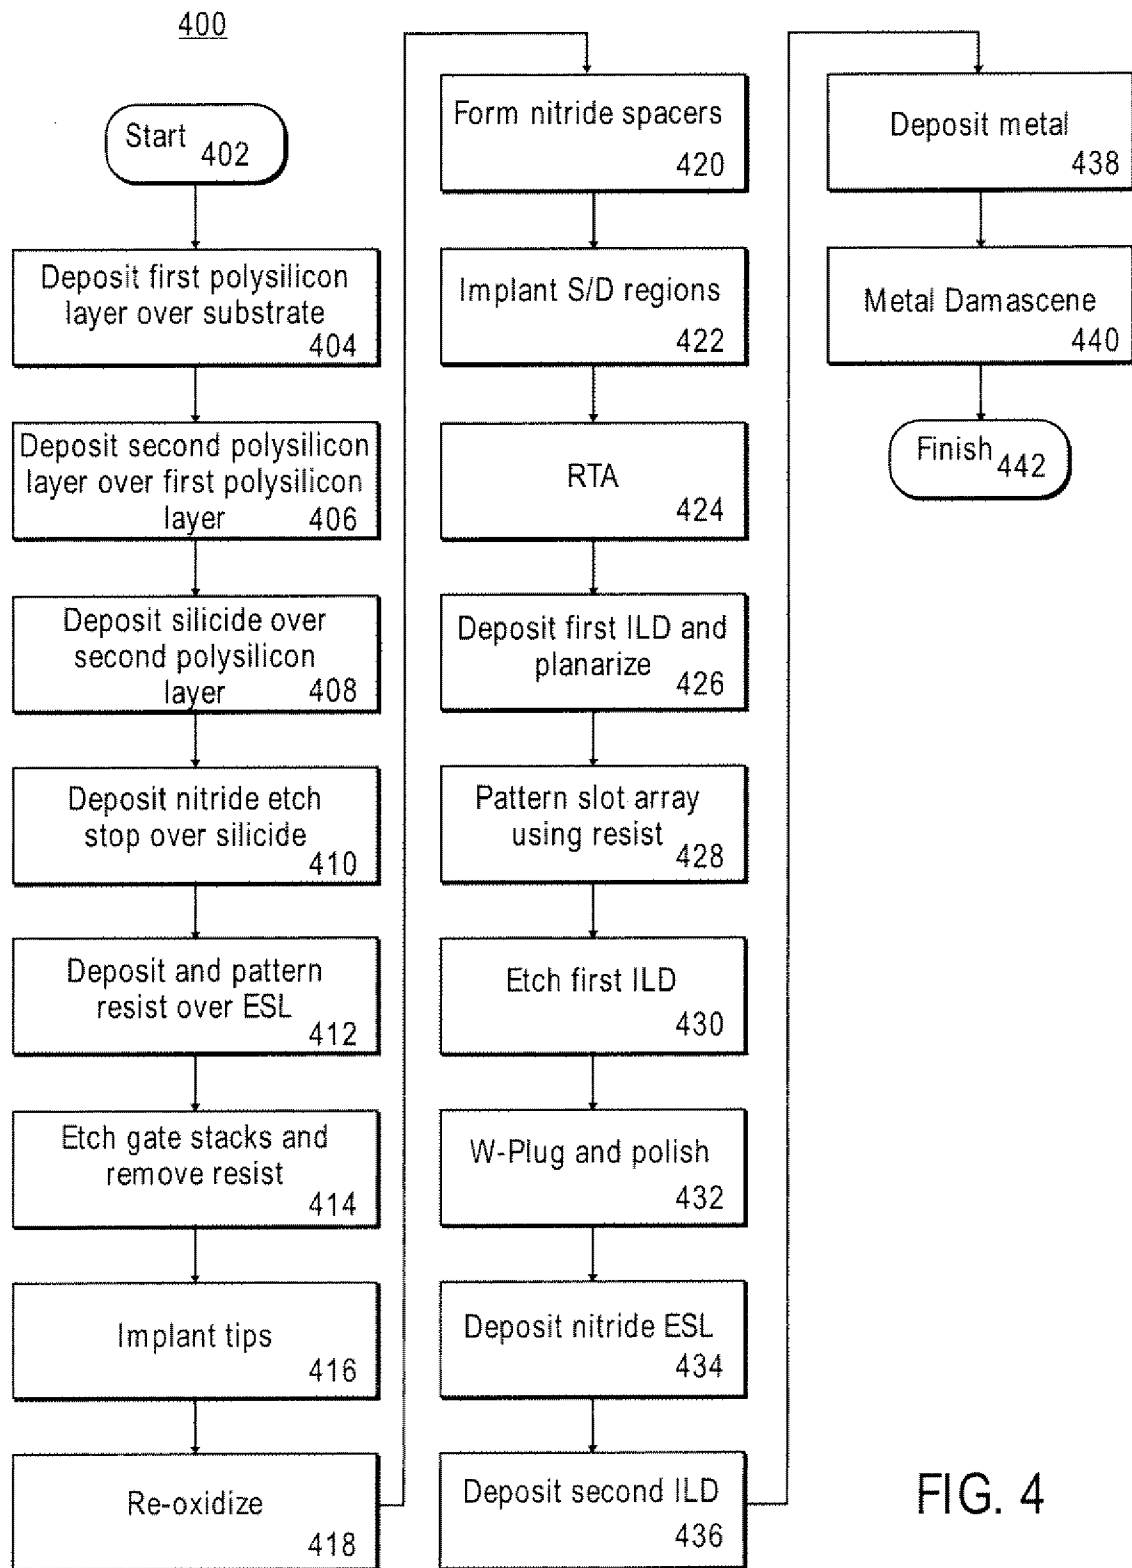 400
Start
402
Deposit first polysilicon
layer over substrate
404
Deposit second polysilicon
layer over first polysilicon
layer
406
Deposit silicide over
second polysilicon
layer
408
Deposit nitride etch
stop over silicide
410
Deposit and pattern
resist over ESL
412
Etch gate stacks and
remove resist
414
Implant tips
416
Re-oxidize
418
Form nitride spacers
420
Implant S/D regions
422
RTA
424
Deposit first ILD and
planarize
426
Pattern slot array
using resist
428
Etch first ILD
430
W-Plug and polish
432
Deposit nitride ESL
434
Deposit second ILD
436
Deposit metal
438
Metal Damascene
440
Finish
442
FIG. 4